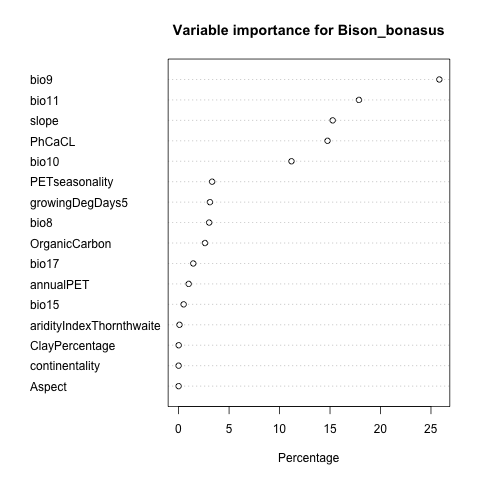 Variable importance for Bison_bonasus
bio9
bio11
slope
PhCaCL
bio10
PETseasonality
growingDegDays5
bio8
OrganicCarbon
bio17
annualPET
bio15
aridityIndexThornthwaite
ClayPercentage
continentality
Aspect
0 5 10 15 20 25
Percentage